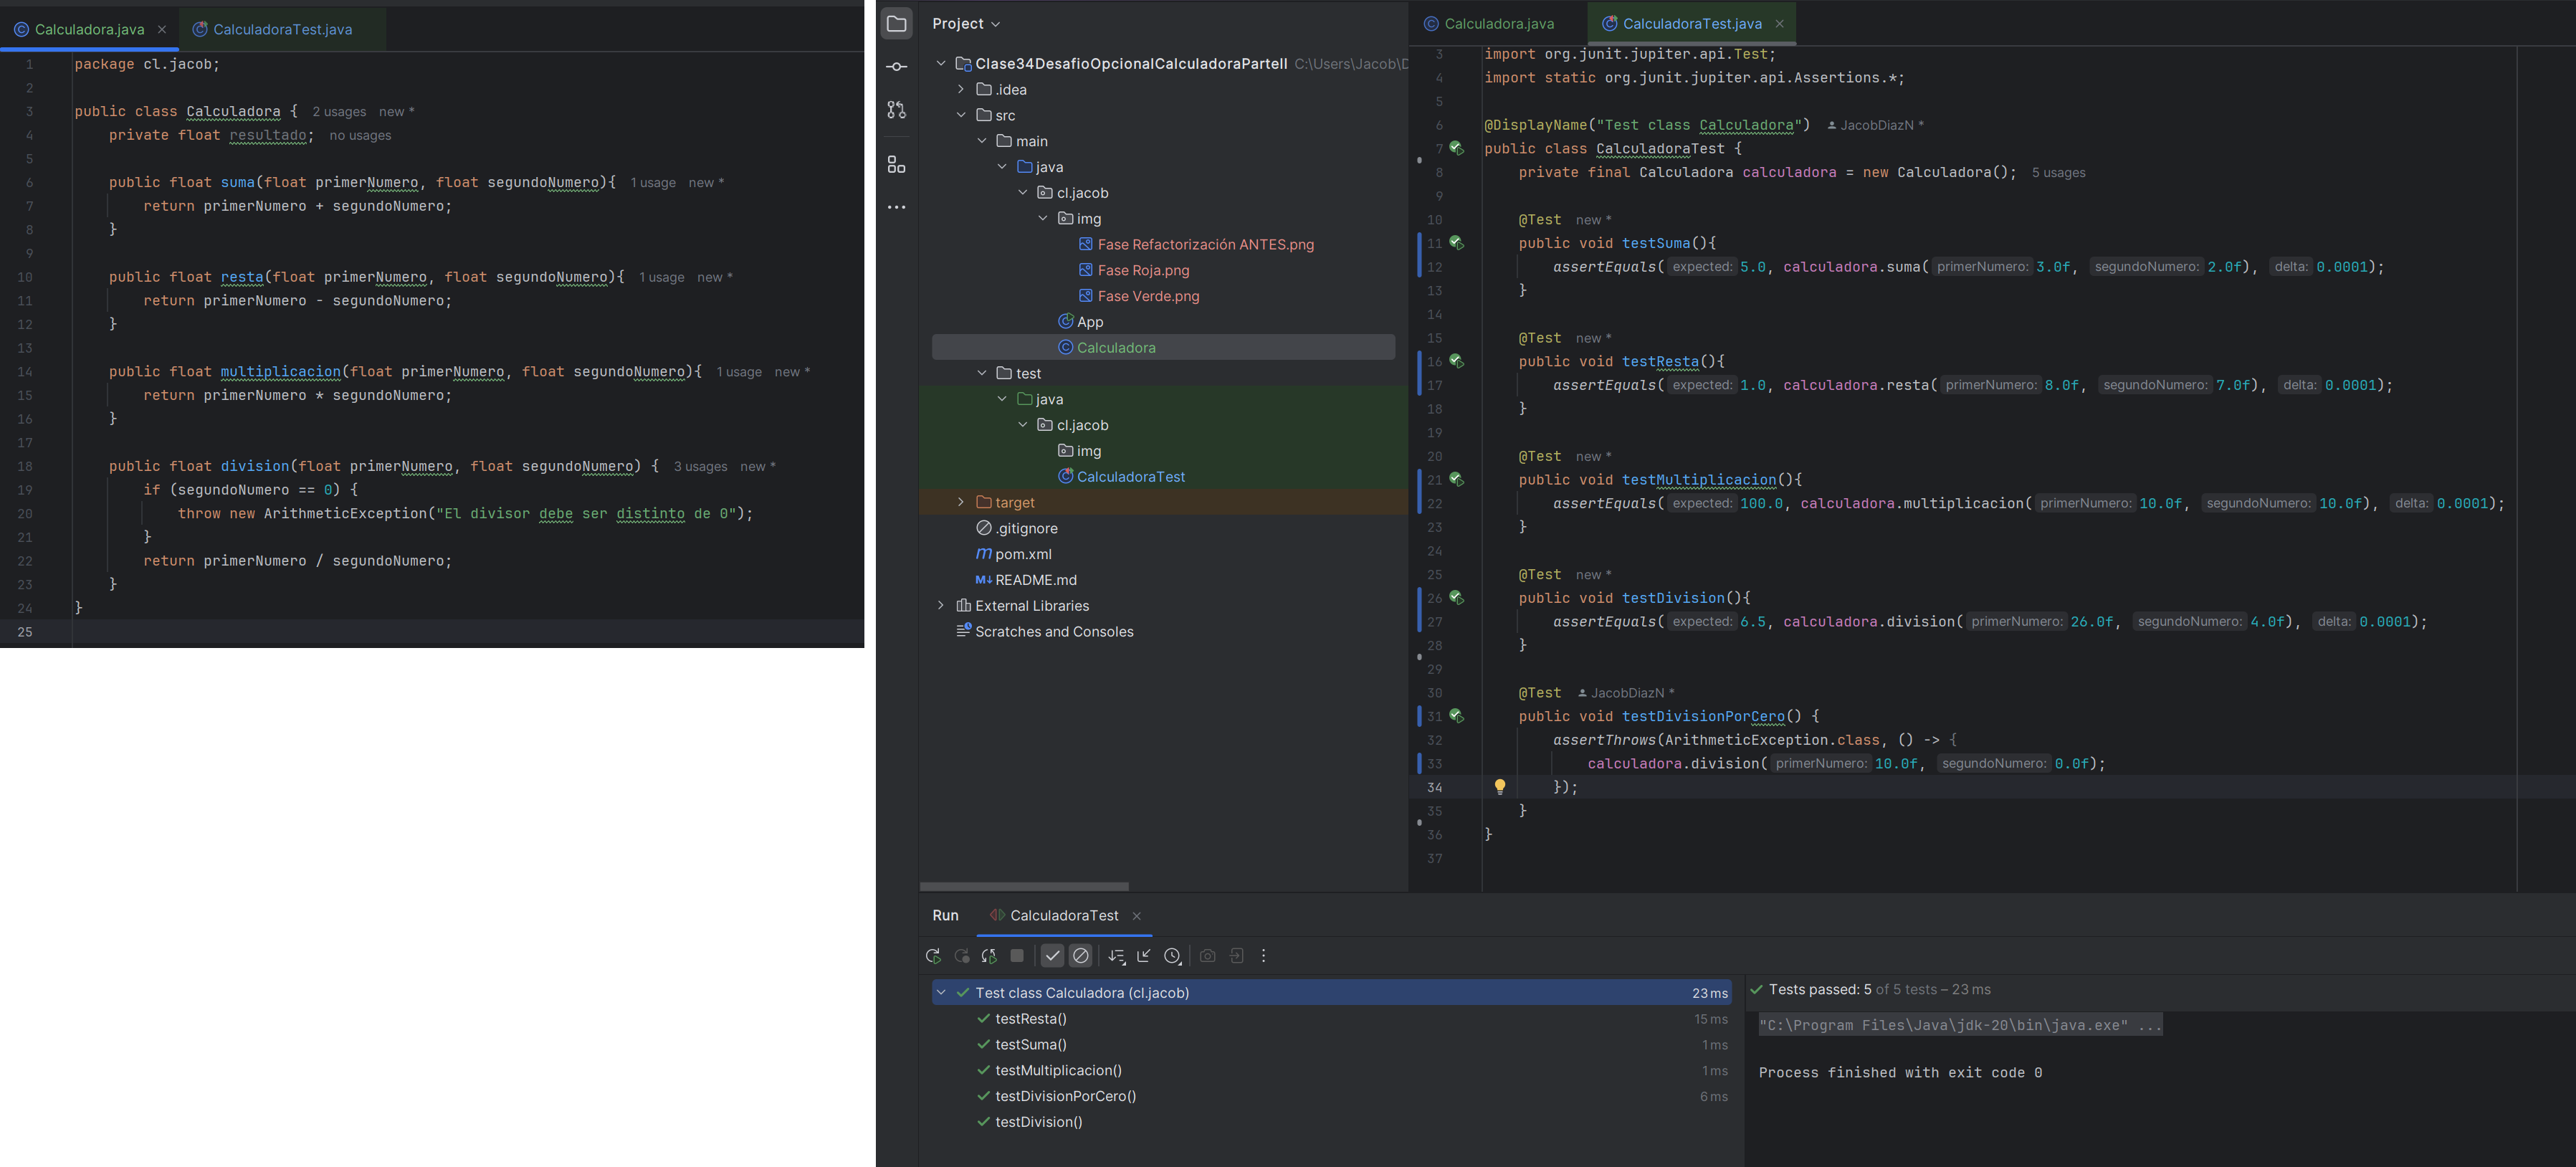 Calculadora.java
CalculadoraTest.java
1 package cl.jacob;
2
3 public class Calculadora { 2 usages new *
4 private float resultado; no usages
5
6 public float suma(float primerNumero, float segundoNumero){ 1 usage new *
7 return primerNumero + segundoNumero;
8 }
9
10 public float resta(float primerNumero, float segundoNumero){ 1 usage new *
11 return primerNumero - segundoNumero;
12 }
13
14 public float multiplicacion(float primerNumero, float segundoNumero){ 1 usage new *
15 return primerNumero * segundoNumero;
16 }
17
18 public float division(float primerNumero, float segundoNumero) { 3 usages new *
19 if (segundoNumero == 0) {
20 throw new ArithmeticException("El divisor debe ser distinto de 0");
21 }
22 return primerNumero / segundoNumero;
23 }
24 }
25
Project
Clase34DesafioOpcionalCalculadoraParteII C:\Users\Jacob\D
.idea
src
main
java
cl.jacob
img
Fase Refactorización ANTES.png
Fase Roja.png
Fase Verde.png
App
Calculadora
test
java
cl.jacob
img
CalculadoraTest
target
.gitignore
pom.xml
README.md
External Libraries
Scratches and Consoles
Calculadora.java
CalculadoraTest.java
3 import org.junit.jupiter.api.Test;
4 import static org.junit.jupiter.api.Assertions.*;
5
6 @DisplayName("Test class Calculadora") JacobDiazN *
7 public class CalculadoraTest {
8 private final Calculadora calculadora = new Calculadora(); 5 usages
9
10 @Test new *
11 public void testSuma(){
12 assertEquals( expected: 5.0, calculadora.suma( primerNumero: 3.0f, segundoNumero: 2.0f), delta: 0.0001);
13 }
14
15 @Test new *
16 public void testResta(){
17 assertEquals( expected: 1.0, calculadora.resta( primerNumero: 8.0f, segundoNumero: 7.0f), delta: 0.0001);
18 }
19
20 @Test new *
21 public void testMultiplicacion(){
22 assertEquals( expected: 100.0, calculadora.multiplicacion( primerNumero: 10.0f, segundoNumero: 10.0f), delta: 0.0001);
23 }
24
25 @Test new *
26 public void testDivision(){
27 assertEquals( expected: 6.5, calculadora.division( primerNumero: 26.0f, segundoNumero: 4.0f), delta: 0.0001);
28 }
29
30 @Test JacobDiazN *
31 public void testDivisionPorCero() {
32 assertThrows(ArithmeticException.class, () -> {
33 calculadora.division( primerNumero: 10.0f, segundoNumero: 0.0f);
34 });
35 }
36 }
37
Run CalculadoraTest
Test class Calculadora (cl.jacob) 23 ms
testResta() 15 ms
testSuma() 1 ms
testMultiplicacion() 1 ms
testDivisionPorCero() 6 ms
testDivision()
Tests passed: 5 of 5 tests – 23 ms
"C:\Program Files\Java\jdk-20\bin\java.exe" ...
Process finished with exit code 0